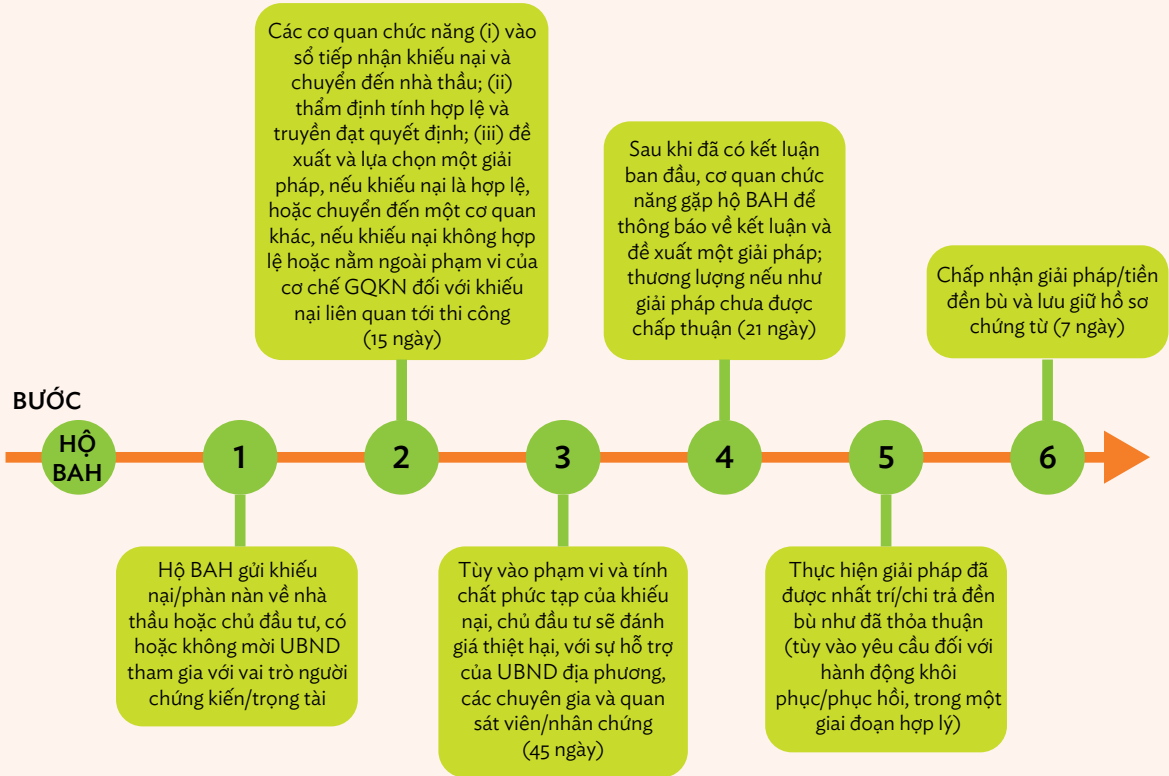 Các cơ quan chức năng (i) vào
sổ tiếp nhận khiếu nại và
chuyển đến nhà thầu; (ii)
thẩm định tính hợp lệ và
truyền đạt quyết định; (iii) đề
xuất và lựa chọn một giải
pháp, nếu khiếu nại là hợp lệ,
hoặc chuyển đến một cơ quan
khác, nếu khiếu nại không hợp
lệ hoặc nằm ngoài phạm vi của
cơ chế GQKN đối với khiếu
nại liên quan tới thi công
(15 ngày)
Sau khi đã có kết luận
ban đầu, cơ quan chức
năng gặp hộ BAH để
thông báo về kết luận và
đề xuất một giải pháp;
thương lượng nếu như
giải pháp chưa được
chấp thuận (21 ngày)
Chấp nhận giải pháp/tiền
đền bù và lưu giữ hồ sơ
chứng từ (7 ngày)
BƯỚC
HỘ
BAH
1
2
3
4
5
6
Hộ BAH gửi khiếu
nại/phàn nàn về nhà
thầu hoặc chủ đầu tư, có
hoặc không mời UBND
tham gia với vai trò người
chứng kiến/trọng tài
Tùy vào phạm vi và tính
chất phức tạp của khiếu
nại, chủ đầu tư sẽ đánh
giá thiệt hại, với sự hỗ trợ
của UBND địa phương,
các chuyên gia và quan
sát viên/nhân chứng
(45 ngày)
Thực hiện giải pháp đã
được nhất trí/chi trả đền
bù như đã thỏa thuận
(tùy vào yêu cầu đối với
hành động khôi
phục/phục hồi, trong một
giai đoạn hợp lý)